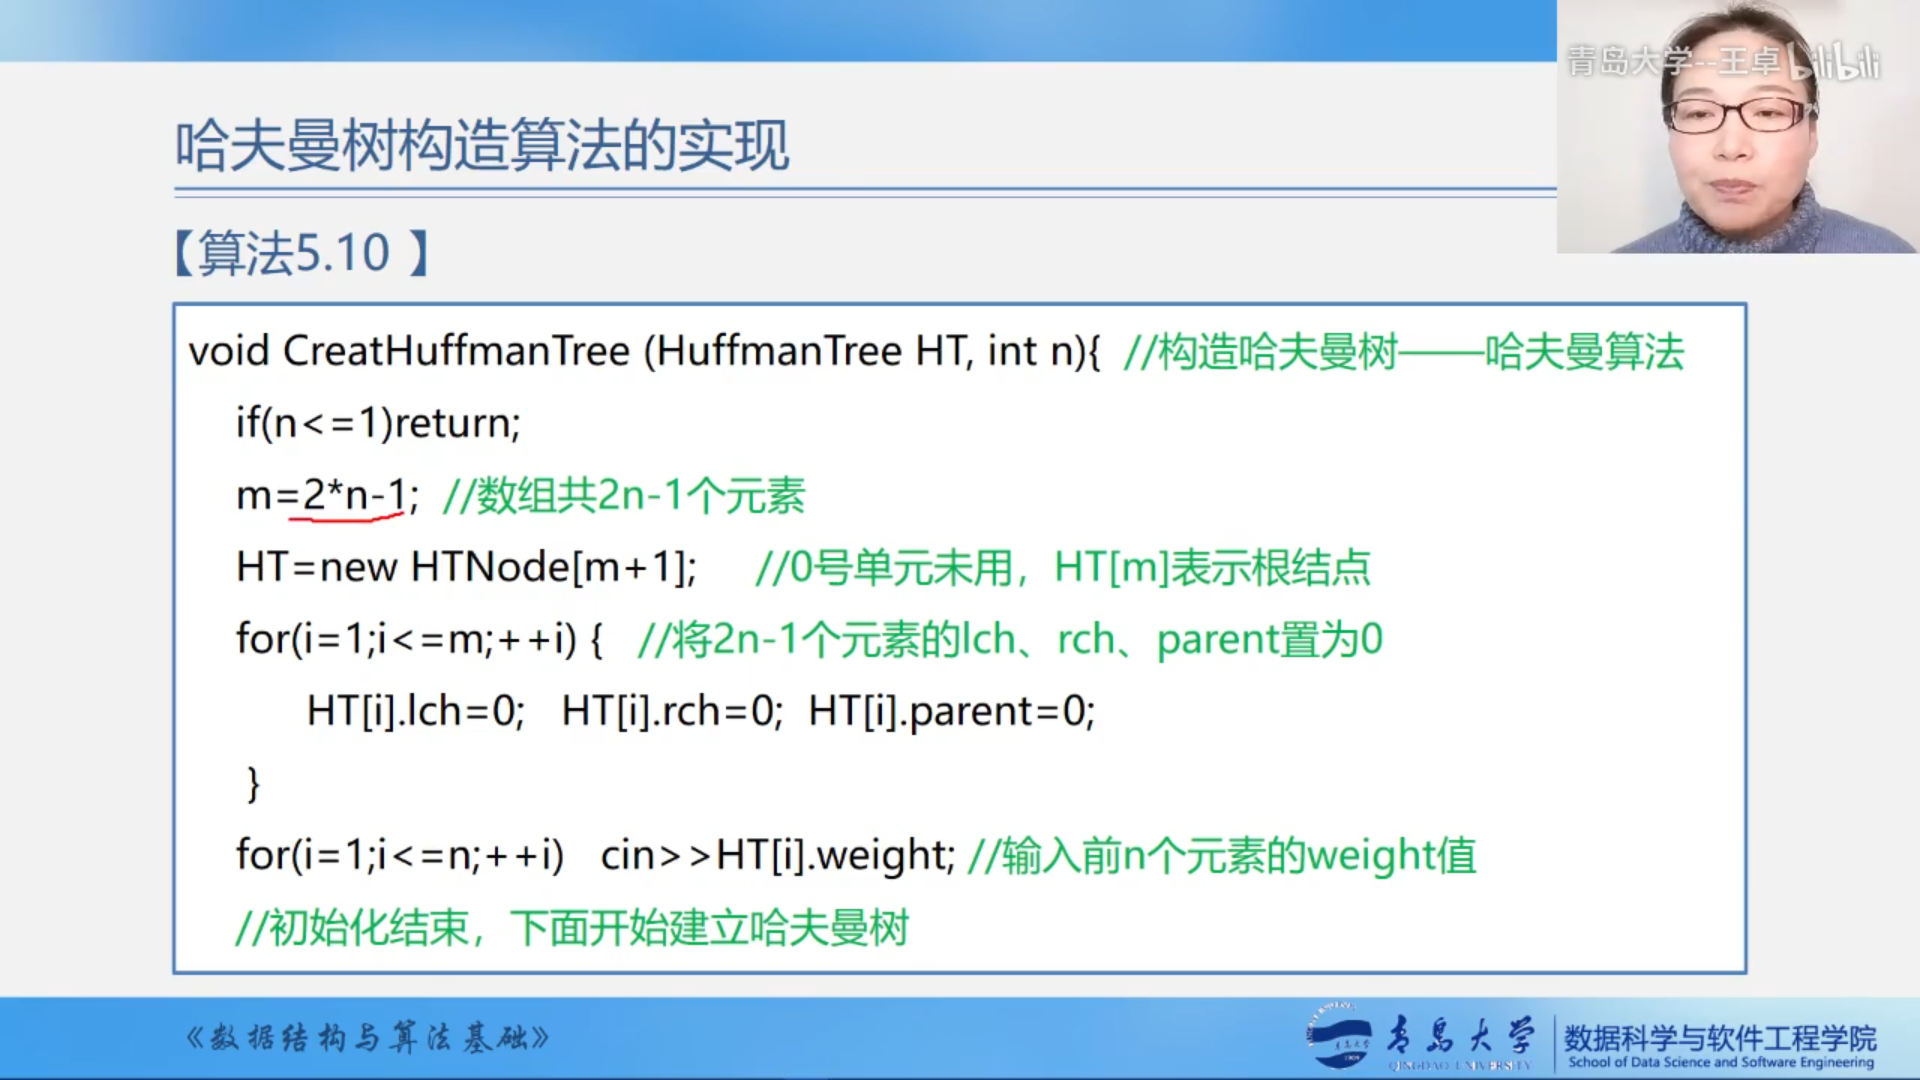 青岛大学--王卓 bilibili
哈夫曼树构造算法的实现
【算法5.10 】
void CreatHuffmanTree (HuffmanTree HT, int n){ //构造哈夫曼树——哈夫曼算法
if(n<=1)return;
m=2*n-1; //数组共2n-1个元素
HT=new HTNode[m+1]; //0号单元未用，HT[m]表示根结点
for(i=1;i<=m;++i) { //将2n-1个元素的lch、rch、parent置为0
HT[i].lch=0; HT[i].rch=0; HT[i].parent=0;
}
for(i=1;i<=n;++i) cin>>HT[i].weight; //输入前n个元素的weight值
//初始化结束，下面开始建立哈夫曼树
《数据结构与算法基础》
青岛大学
QINGDAO UNIVERSITY
数据科学与软件工程学院
School of Data Science and Software Engineering